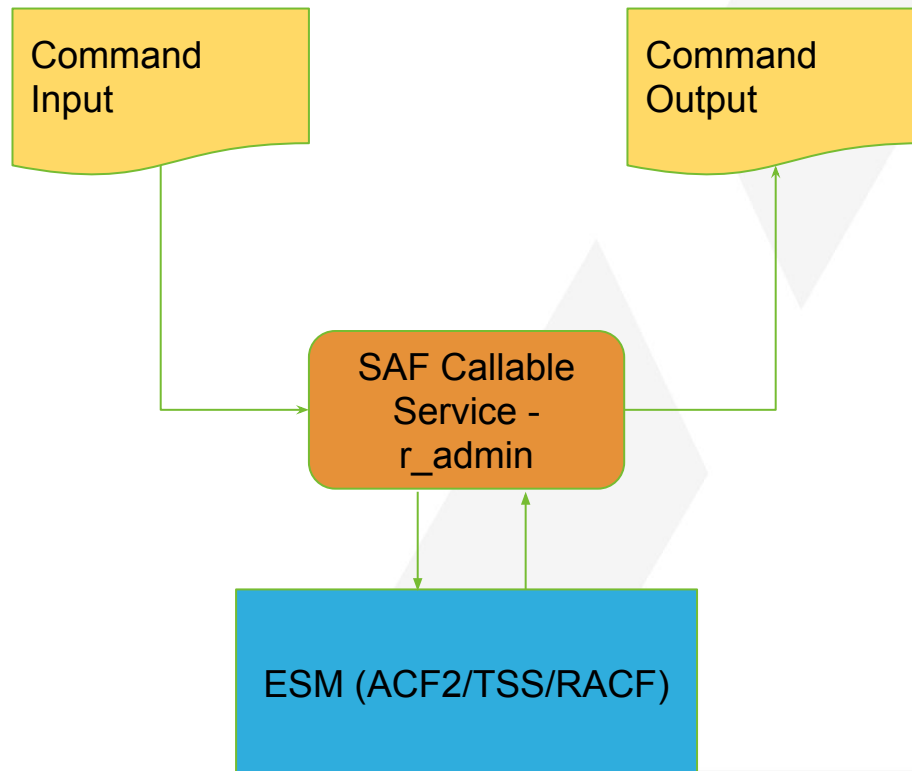 Command
Input
Command
Output
SAF Callable
Service -
r_admin
ESM (ACF2/TSS/RACF)